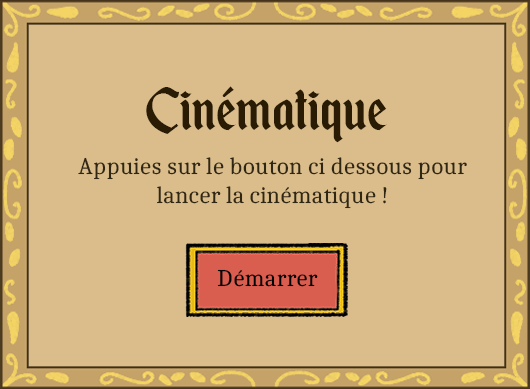 Cinématique
Appuies sur le bouton ci dessous pour
lancer la cinématique !
Démarrer